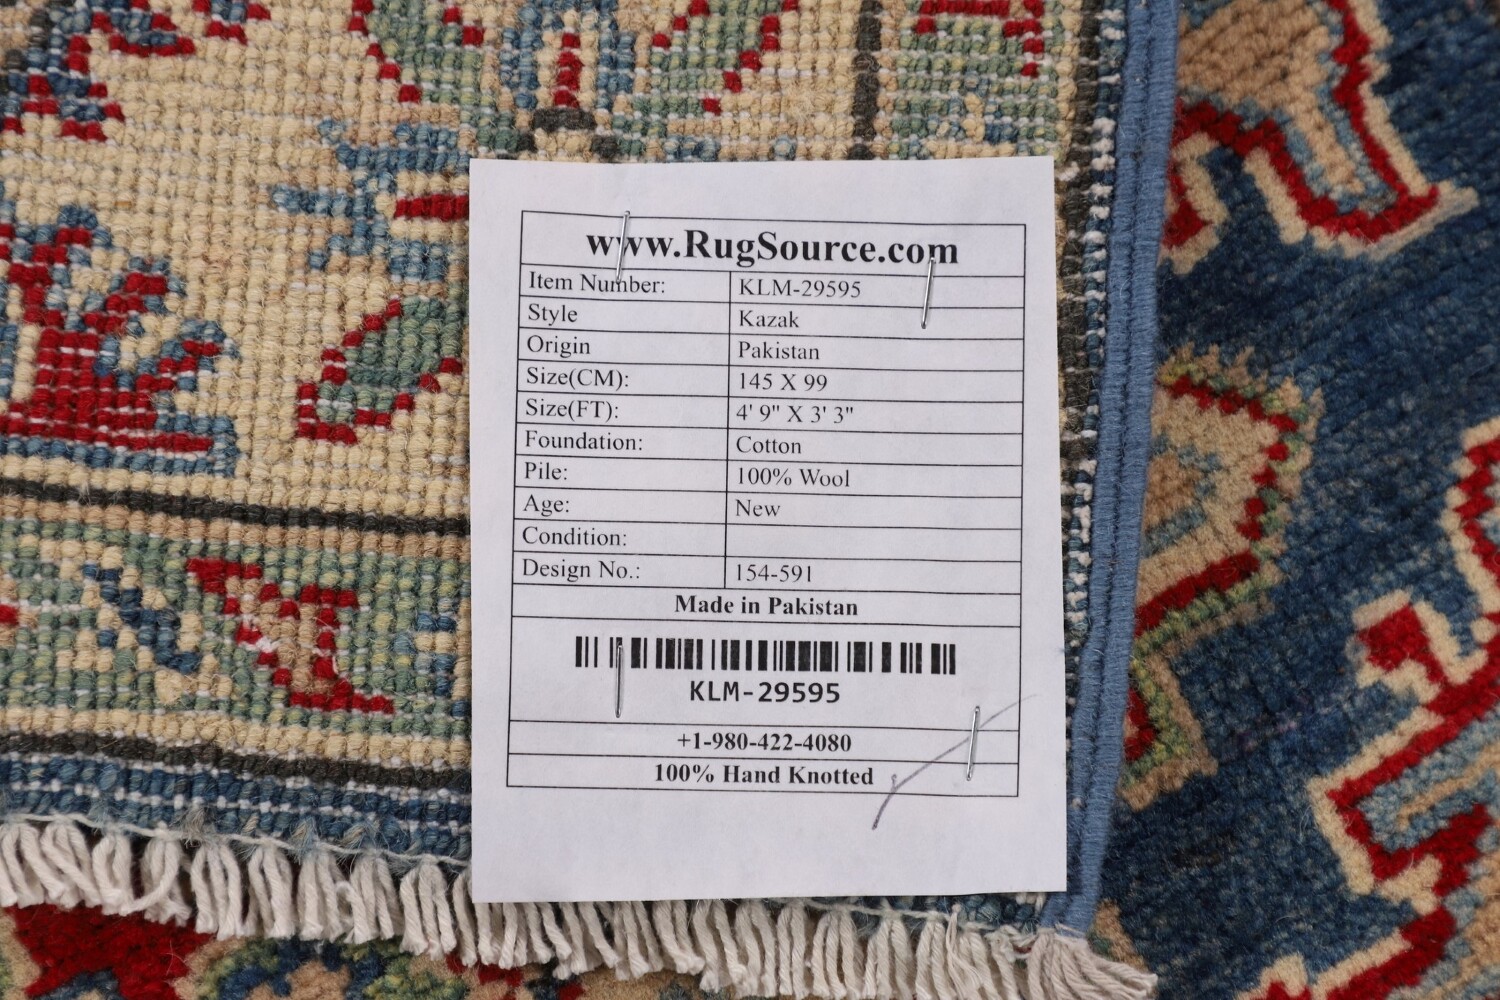 www.RugSource.com
Item Number: KLM-29595
Style Kazak
Origin Pakistan
Size(CM): 145 X 99
Size(FT): 4' 9" X 3' 3"
Foundation: Cotton
Pile: 100% Wool
Age: New
Condition:
Design No.: 154-591
Made in Pakistan
KLM-29595
+1-980-422-4080
100% Hand Knotted